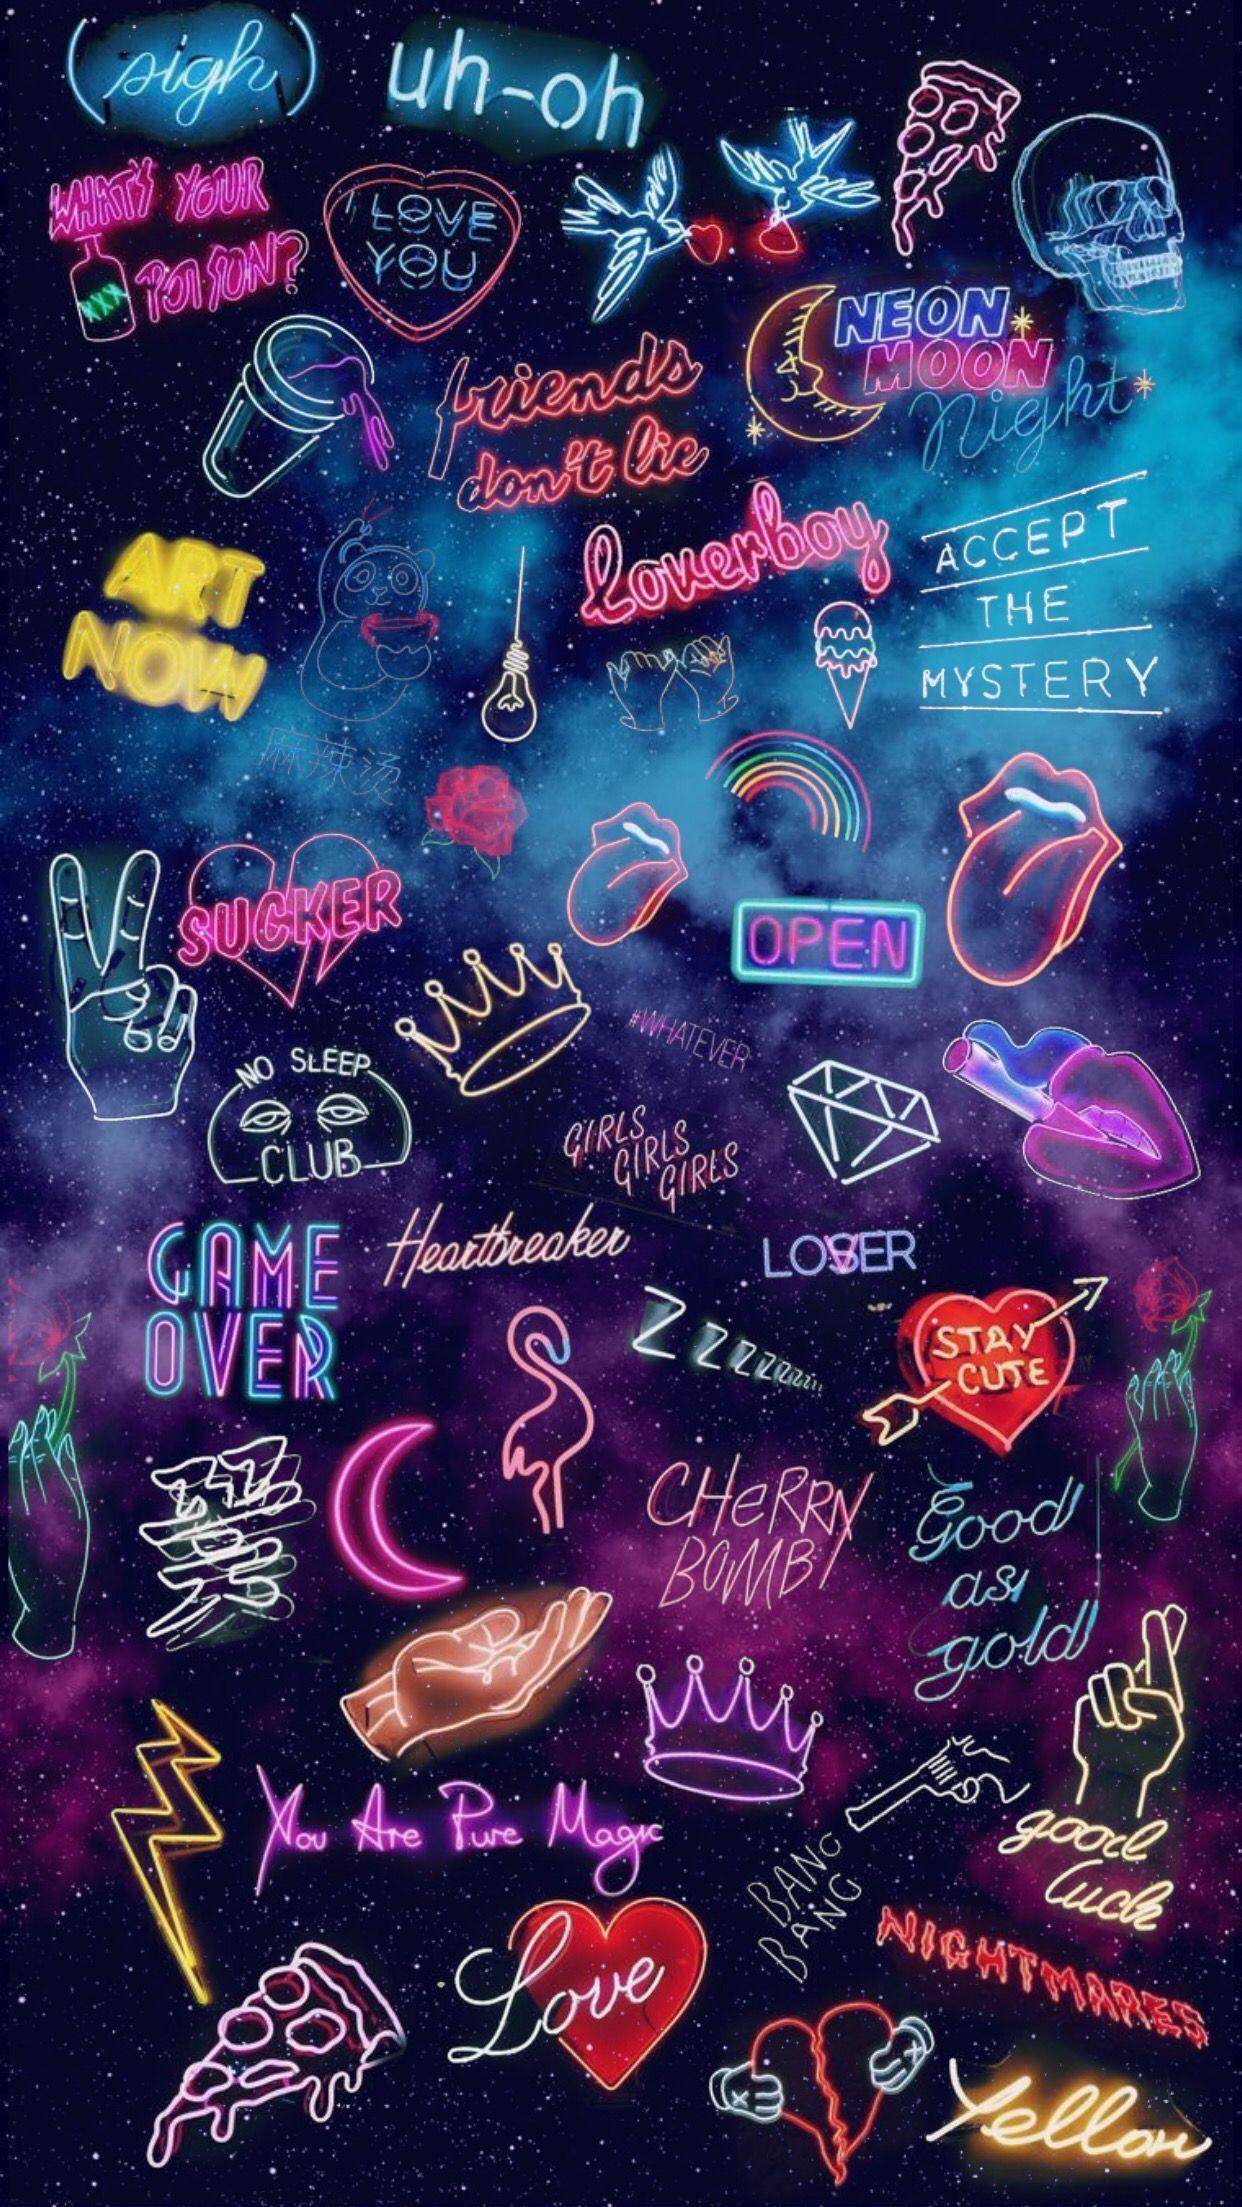 (sigh)
uh-oh
WHAT'S YOUR
POISON?
XXX
I LOVE
YOU
NEON
MOON
Night
friends
don't lie
Loverboy
ACCEPT
THE
MYSTERY
ART
NOW
麻辣烫
SUCKER
OPEN
#WHATEVER
NO SLEEP
CLUB
GIRLS
GIRLS
GIRLS
GAME
OVER
Heartbreaker
Zzzzzzzz
STAY
CUTE
CHERRY
BOMB
Good
as
gold
You Are Pure Magic
good
luck
BANG
BANG
NIGHTMARES
Love
Yellow